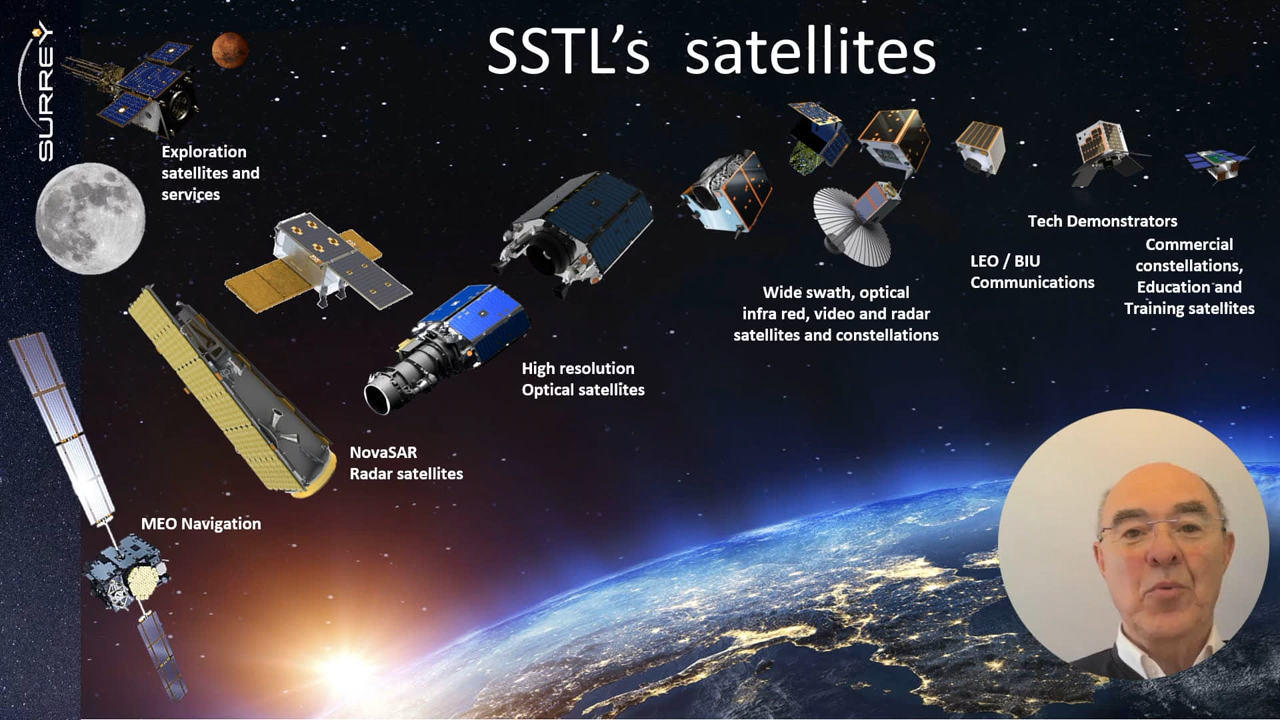 SSTL’s satellites
SURREY
Exploration
satellites and
services
Tech Demonstrators
Commercial
constellations,
Education and
Training satellites
LEO / BIU
Communications
Wide swath, optical
infra red, video and radar
satellites and constellations
High resolution
Optical satellites
NovaSAR
Radar satellites
MEO Navigation